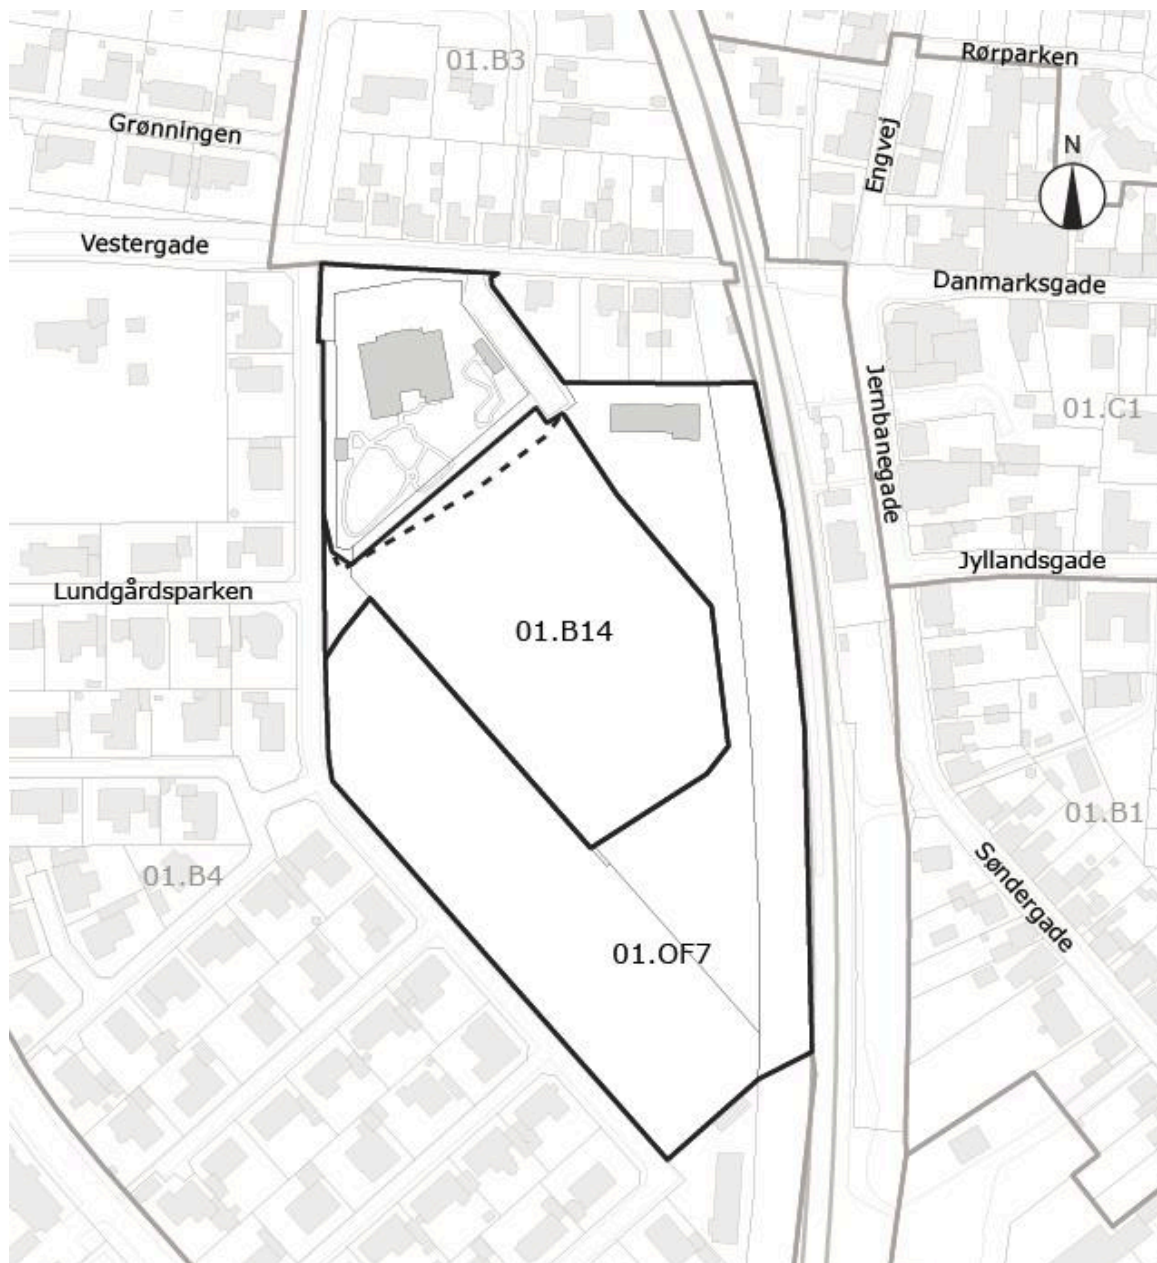 01.B3
Rørparken
Grønningen
Engvej
N
Vestergade
Danmarksgade
Jernbanegade
01.C1
Jyllandsgade
Lundgårdsparken
01.B14
01.B1
01.B4
Søndergade
01.OF7